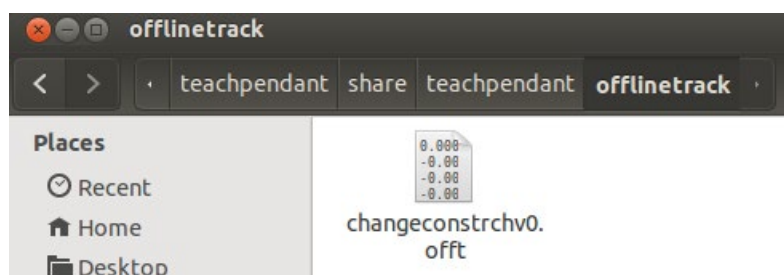 offlinetrack
teachpendant share teachpendant offlinetrack
Places
Recent
Home
Desktop
0.000
-0.00
-0.00
-0.00
changeconstrchv0.
offt